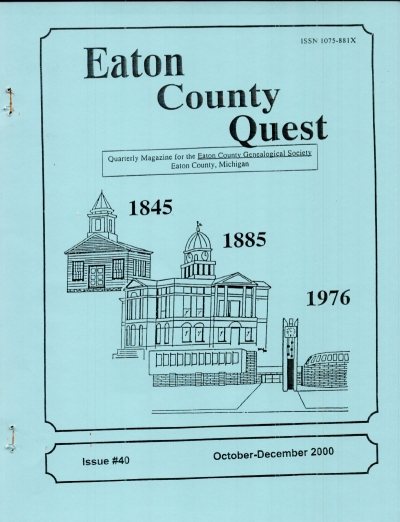 ISSN 1075-881X
Eaton
County
Quest
Quarterly Magazine for the Eaton County Genealogical Society
Eaton County, Michigan
1845
1885
1976
Issue #40
October-December 2000